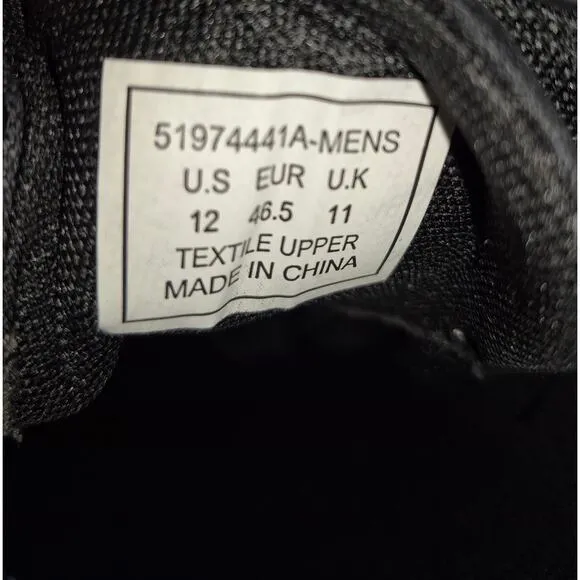 51974441A-MENS
U.S EUR U.K
12 46.5 11
TEXTILE UPPER
MADE IN CHINA